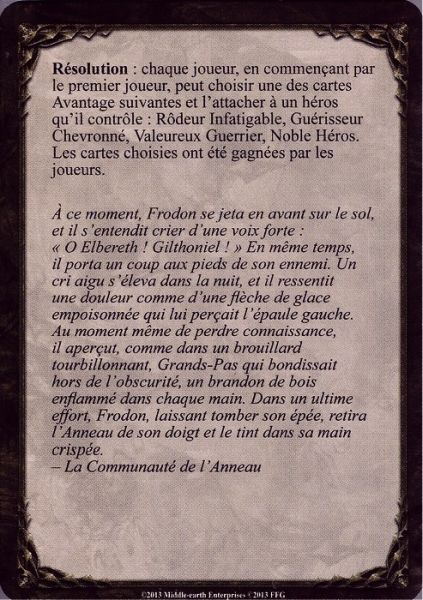 Résolution : chaque joueur, en commençant par
le premier joueur, peut choisir une des cartes
Avantage suivantes et l'attacher à un héros
qu'il contrôle : Rôdeur Infatigable, Guérisseur
Chevronné, Valeureux Guerrier, Noble Héros.
Les cartes choisies ont été gagnées par les
joueurs.
À ce moment, Frodon se jeta en avant sur le sol,
et il s'entendit crier d'une voix forte :
« O Elbereth ! Gilthoniel ! » En même temps,
il porta un coup aux pieds de son ennemi. Un
cri aigu s'éleva dans la nuit, et il ressentit
une douleur comme d'une flèche de glace
empoisonnée qui lui perçait l'épaule gauche.
Au moment même de perdre connaissance,
il aperçut, comme dans un brouillard
tourbillonnant, Grands-Pas qui bondissait
hors de l'obscurité, un brandon de bois
enflammé dans chaque main. Dans un ultime
effort, Frodon, laissant tomber son épée, retira
l'Anneau de son doigt et le tint dans sa main
crispée.
– La Communauté de l'Anneau
©2013 Middle-earth Enterprises ©2013 FFG